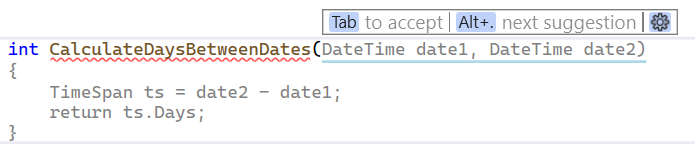 Tab to accept | Alt+. next suggestion |
int CalculateDaysBetweenDates(DateTime date1, DateTime date2)
{
    TimeSpan ts = date2 - date1;
    return ts.Days;
}